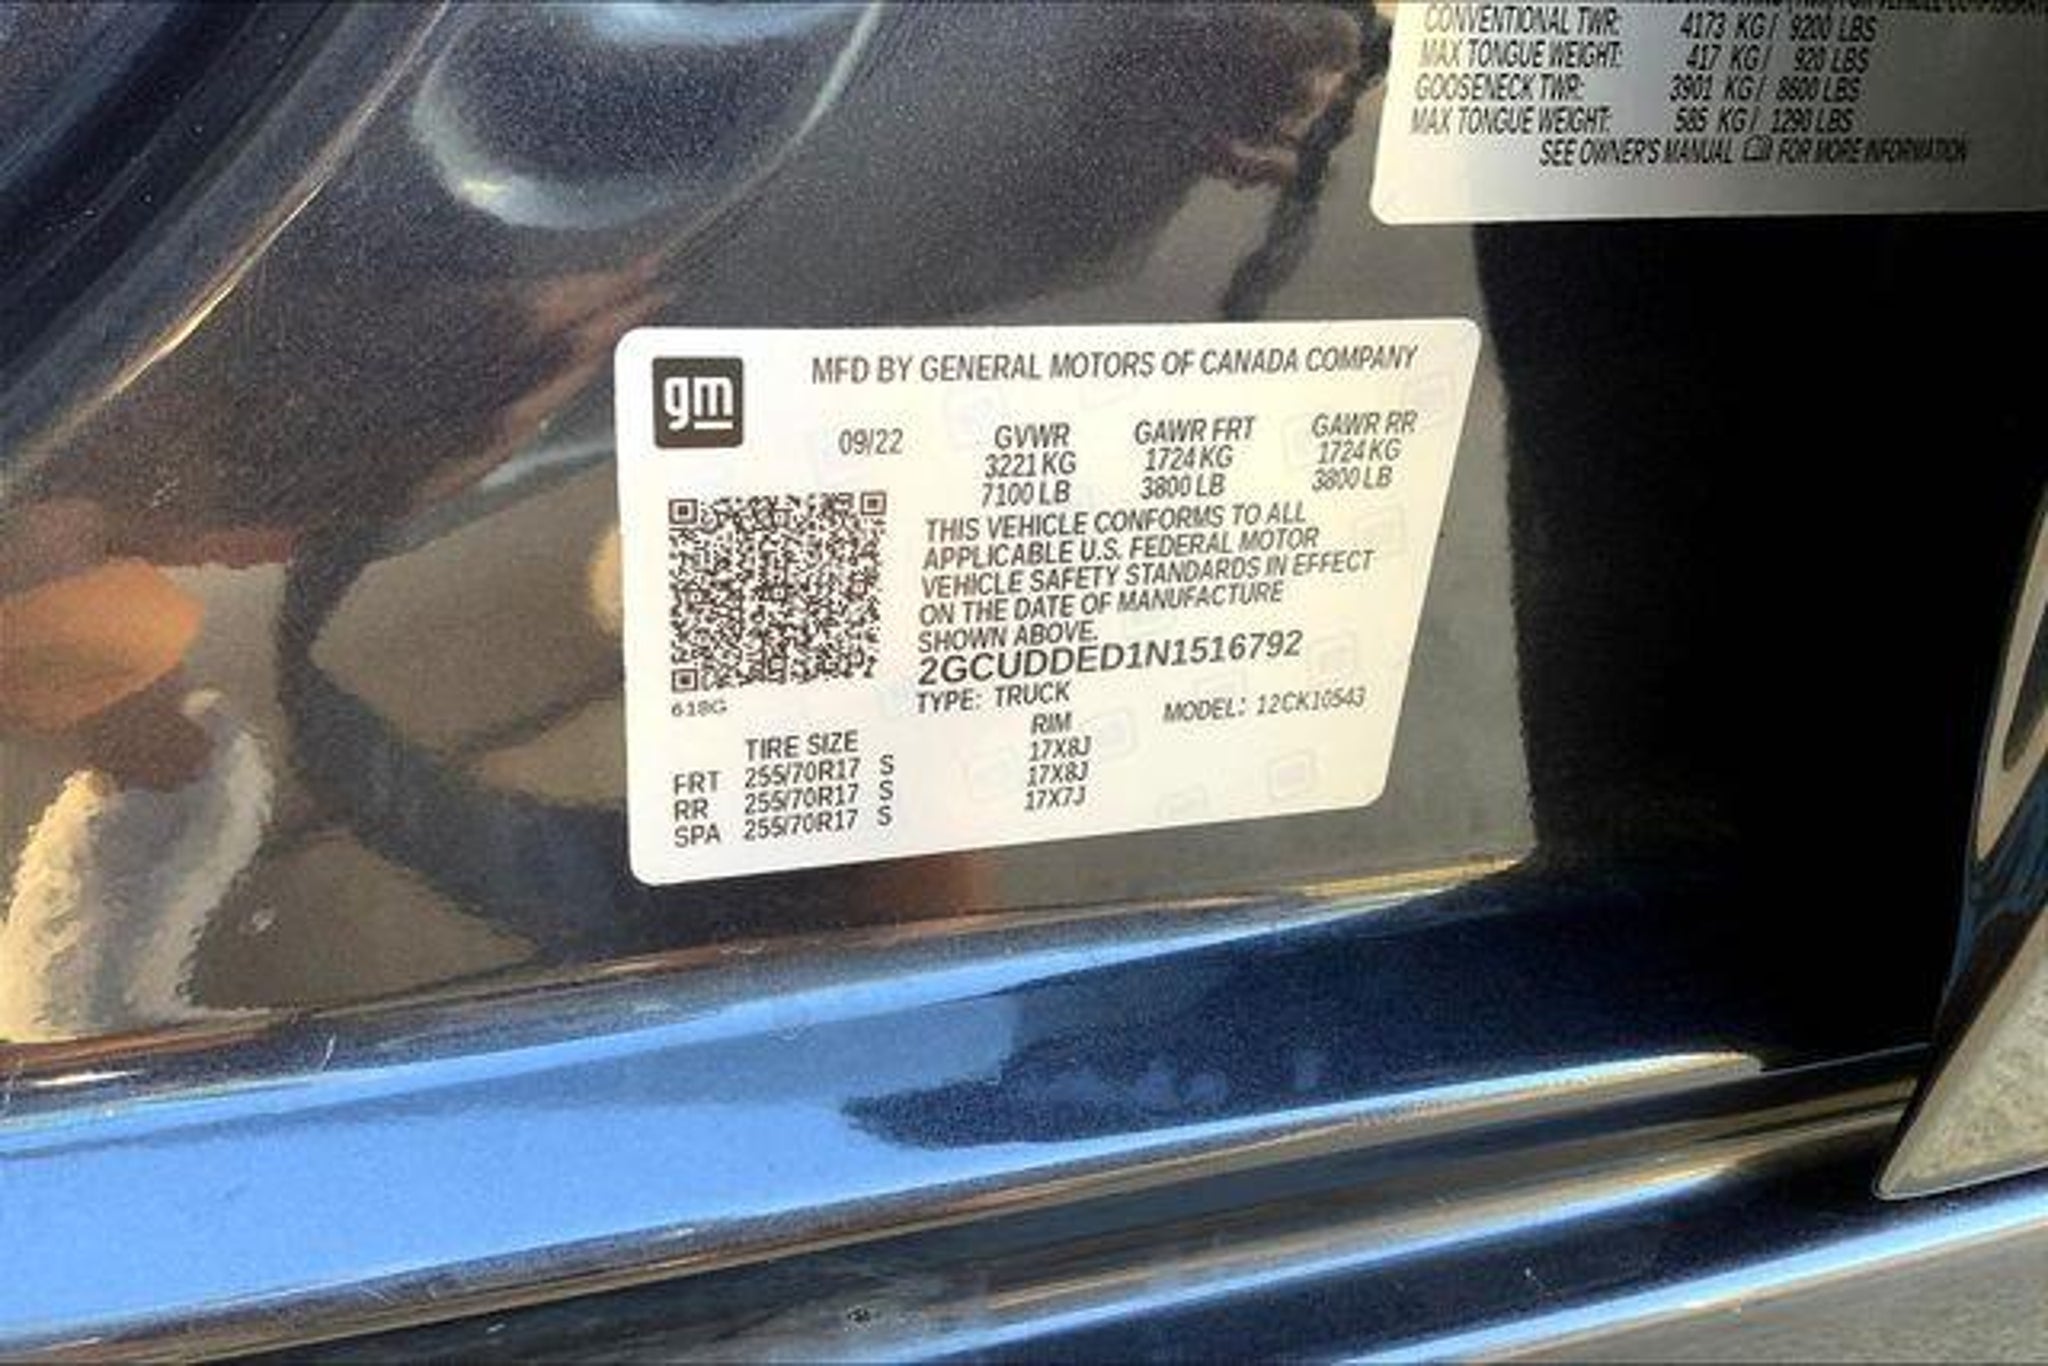 CONVENTIONAL TWR: 4173 KG / 9200 LBS
MAX TONGUE WEIGHT: 417 KG / 920 LBS
GOOSENECK TWR: 3901 KG / 8600 LBS
MAX TONGUE WEIGHT: 585 KG / 1290 LBS
SEE OWNER'S MANUAL FOR MORE INFORMATION
gm
MFD BY GENERAL MOTORS OF CANADA COMPANY
09/22 GVWR GAWR FRT GAWR RR
3221 KG 1724 KG 1724 KG
7100 LB 3800 LB 3800 LB
THIS VEHICLE CONFORMS TO ALL
APPLICABLE U.S. FEDERAL MOTOR
VEHICLE SAFETY STANDARDS IN EFFECT
ON THE DATE OF MANUFACTURE
SHOWN ABOVE.
2GCUDDED1N1516792
TYPE: TRUCK MODEL: 12CK10543
618G
TIRE SIZE RIM
FRT 255/70R17 S 17X8J
RR 255/70R17 S 17X8J
SPA 255/70R17 S 17X7J